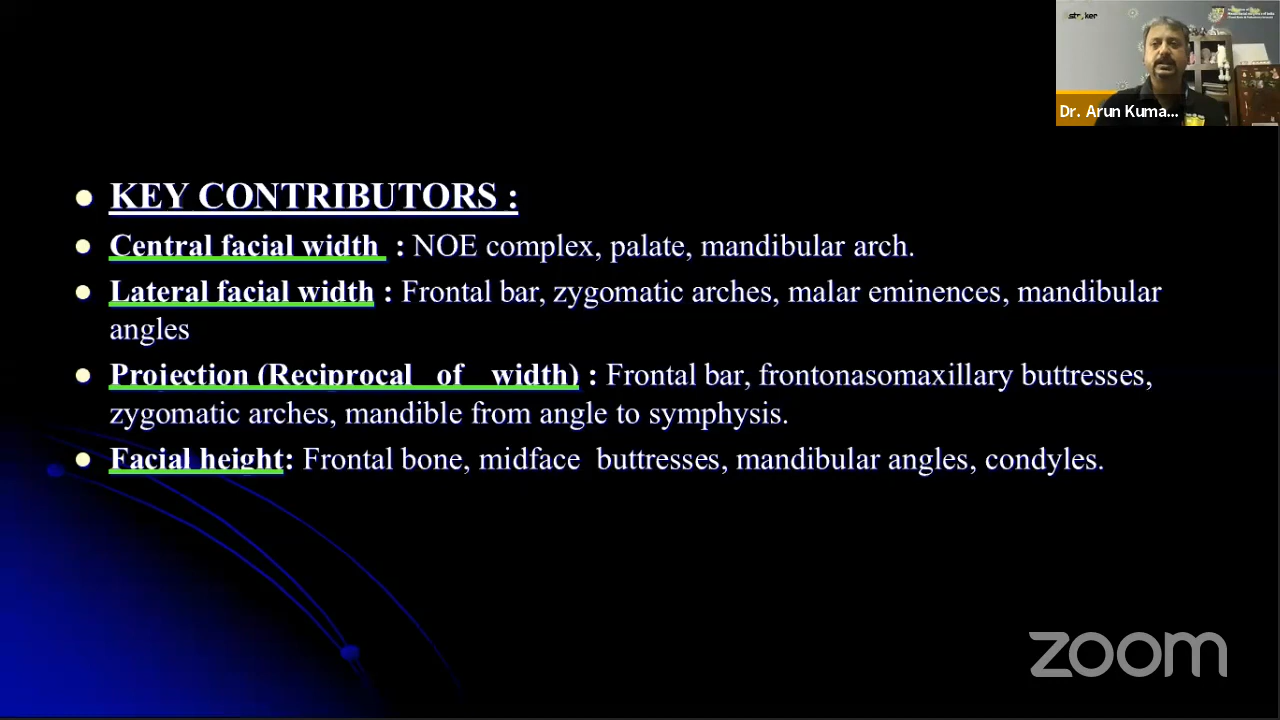 stryker
Dr. Arun Kuma...
KEY CONTRIBUTORS :
Central facial width : NOE complex, palate, mandibular arch.
Lateral facial width : Frontal bar, zygomatic arches, malar eminences, mandibular
angles
Projection (Reciprocal of width) : Frontal bar, frontonasomaxillary buttresses,
zygomatic arches, mandible from angle to symphysis.
Facial height: Frontal bone, midface buttresses, mandibular angles, condyles.
zoom